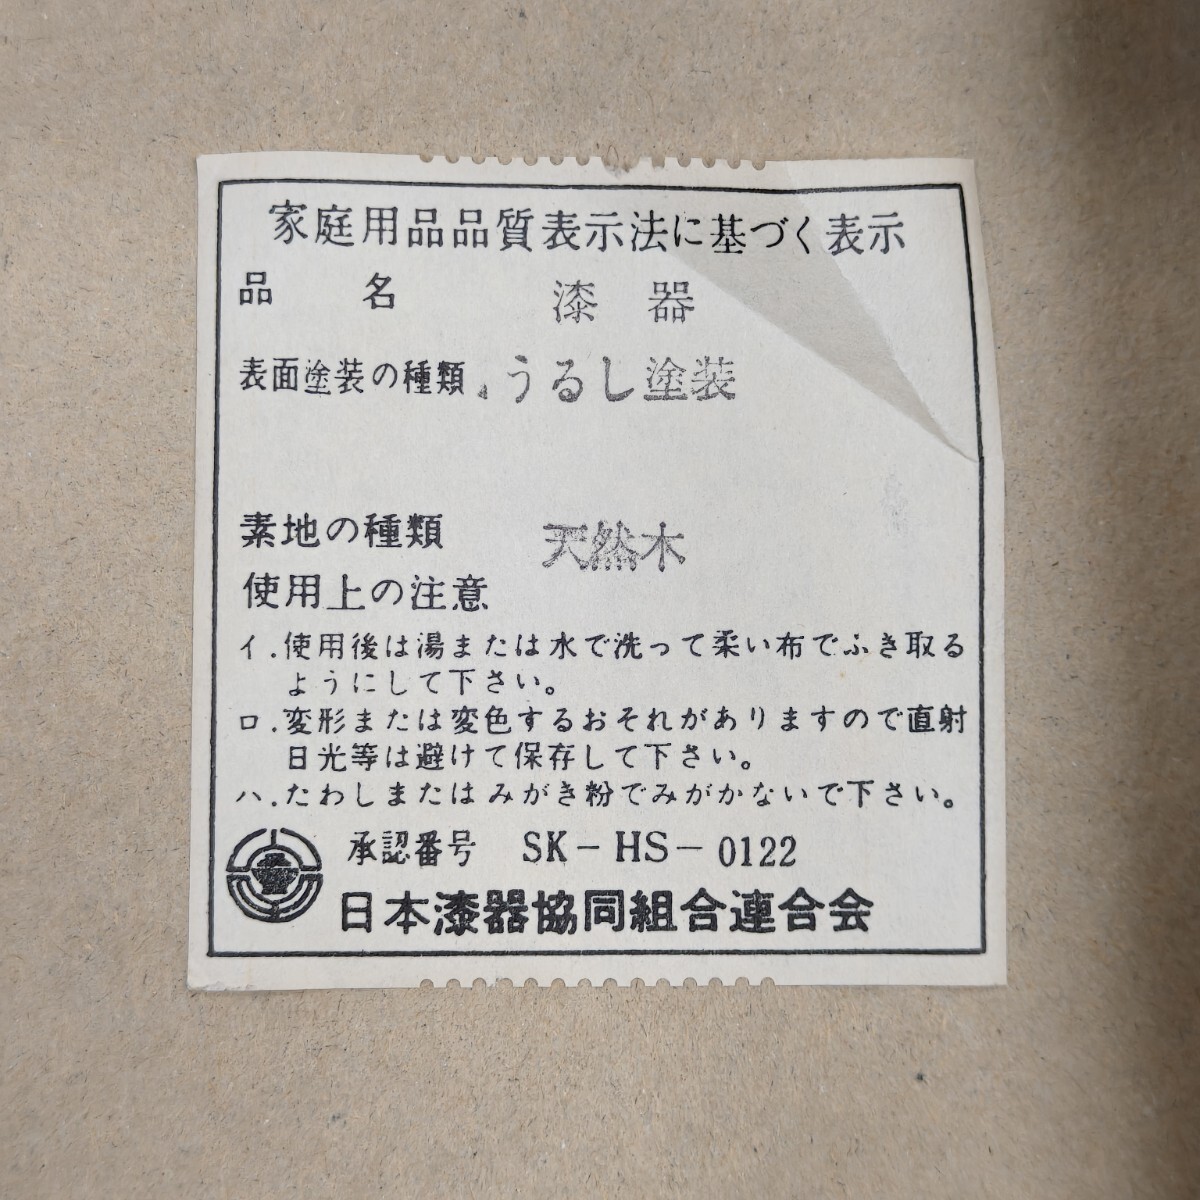 家庭用品品質表示法に基づく表示
品 名 漆 器
表面塗装の種類 うるし塗装
素地の種類 天然木
使用上の注意
イ.使用後は湯または水で洗って柔い布でふき取る
ようにして下さい。
ロ.変形または変色するおそれがありますので直射
日光等は避けて保存して下さい。
ハ.たわしまたはみがき粉でみがかないで下さい。
承認番号 SK-HS-0122
日本漆器協同組合連合会